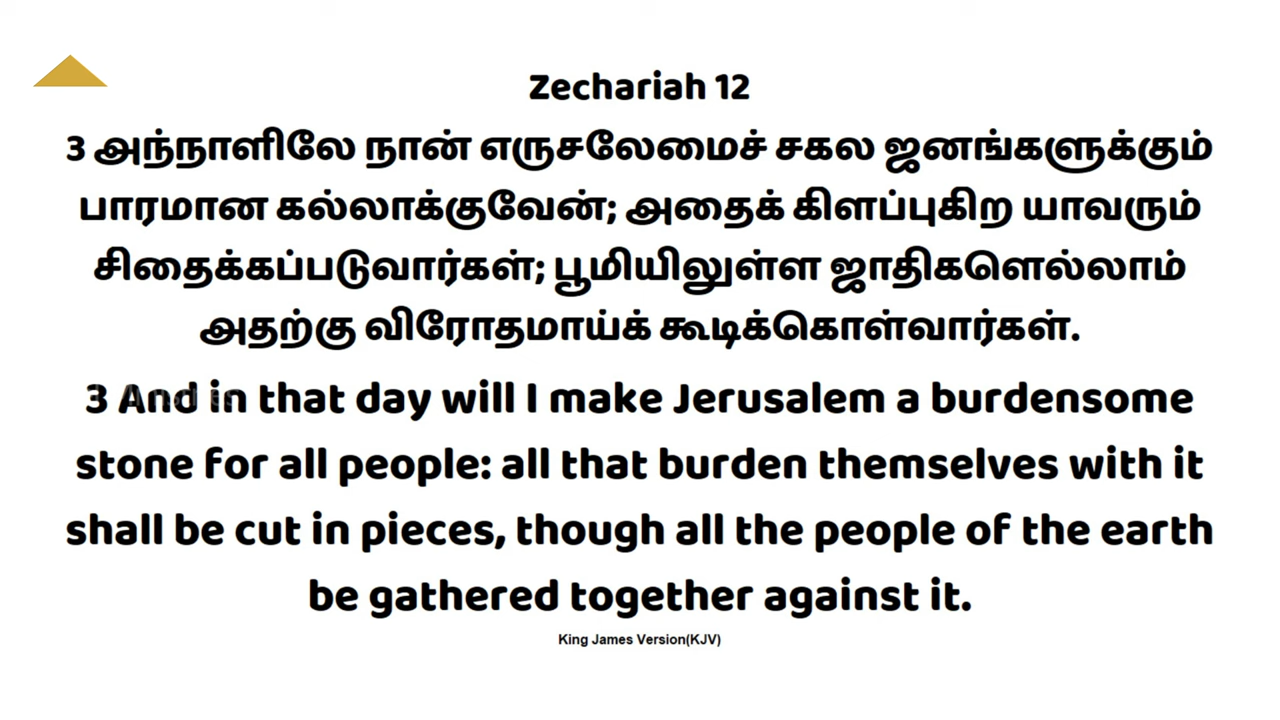 Zechariah 12
3 அந்நாளிலே நான் எருசலேமைச் சகல ஜனங்களுக்கும்
பாரமான கல்லாக்குவேன்; அதைக் கிளப்புகிற யாவரும்
சிதைக்கப்படுவார்கள்; பூமியிலுள்ள ஜாதிகளெல்லாம்
அதற்கு விரோதமாய்க் கூடிக்கொள்வார்கள்.
3 And in that day will I make Jerusalem a burdensome
stone for all people: all that burden themselves with it
shall be cut in pieces, though all the people of the earth
be gathered together against it.
King James Version(KJV)